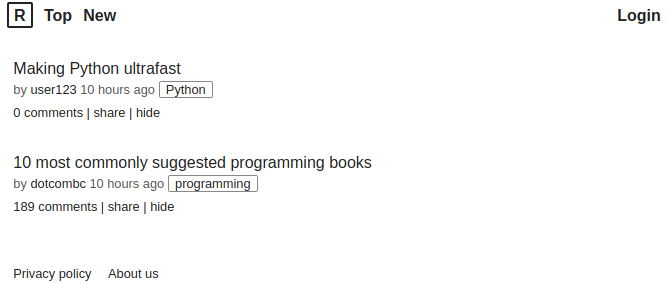 R Top New Login
Making Python ultrafast
by user123 10 hours ago Python
0 comments | share | hide
10 most commonly suggested programming books
by dotcombc 10 hours ago programming
189 comments | share | hide
Privacy policy About us